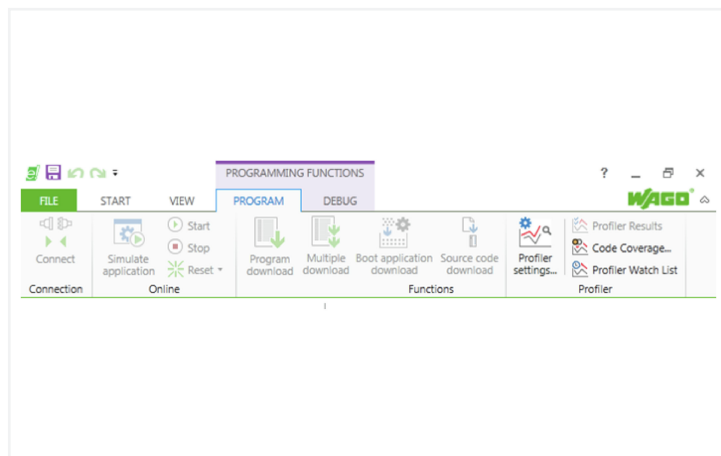 PROGRAMMING FUNCTIONS
?
FILE
START
VIEW
PROGRAM
DEBUG
WAGO®
Connect
Connection
Simulate
application
Start
Stop
Reset
Online
Program
download
Multiple
download
Boot application
download
Source code
download
Functions
Profiler
settings...
Profiler Results
Code Coverage...
Profiler Watch List
Profiler